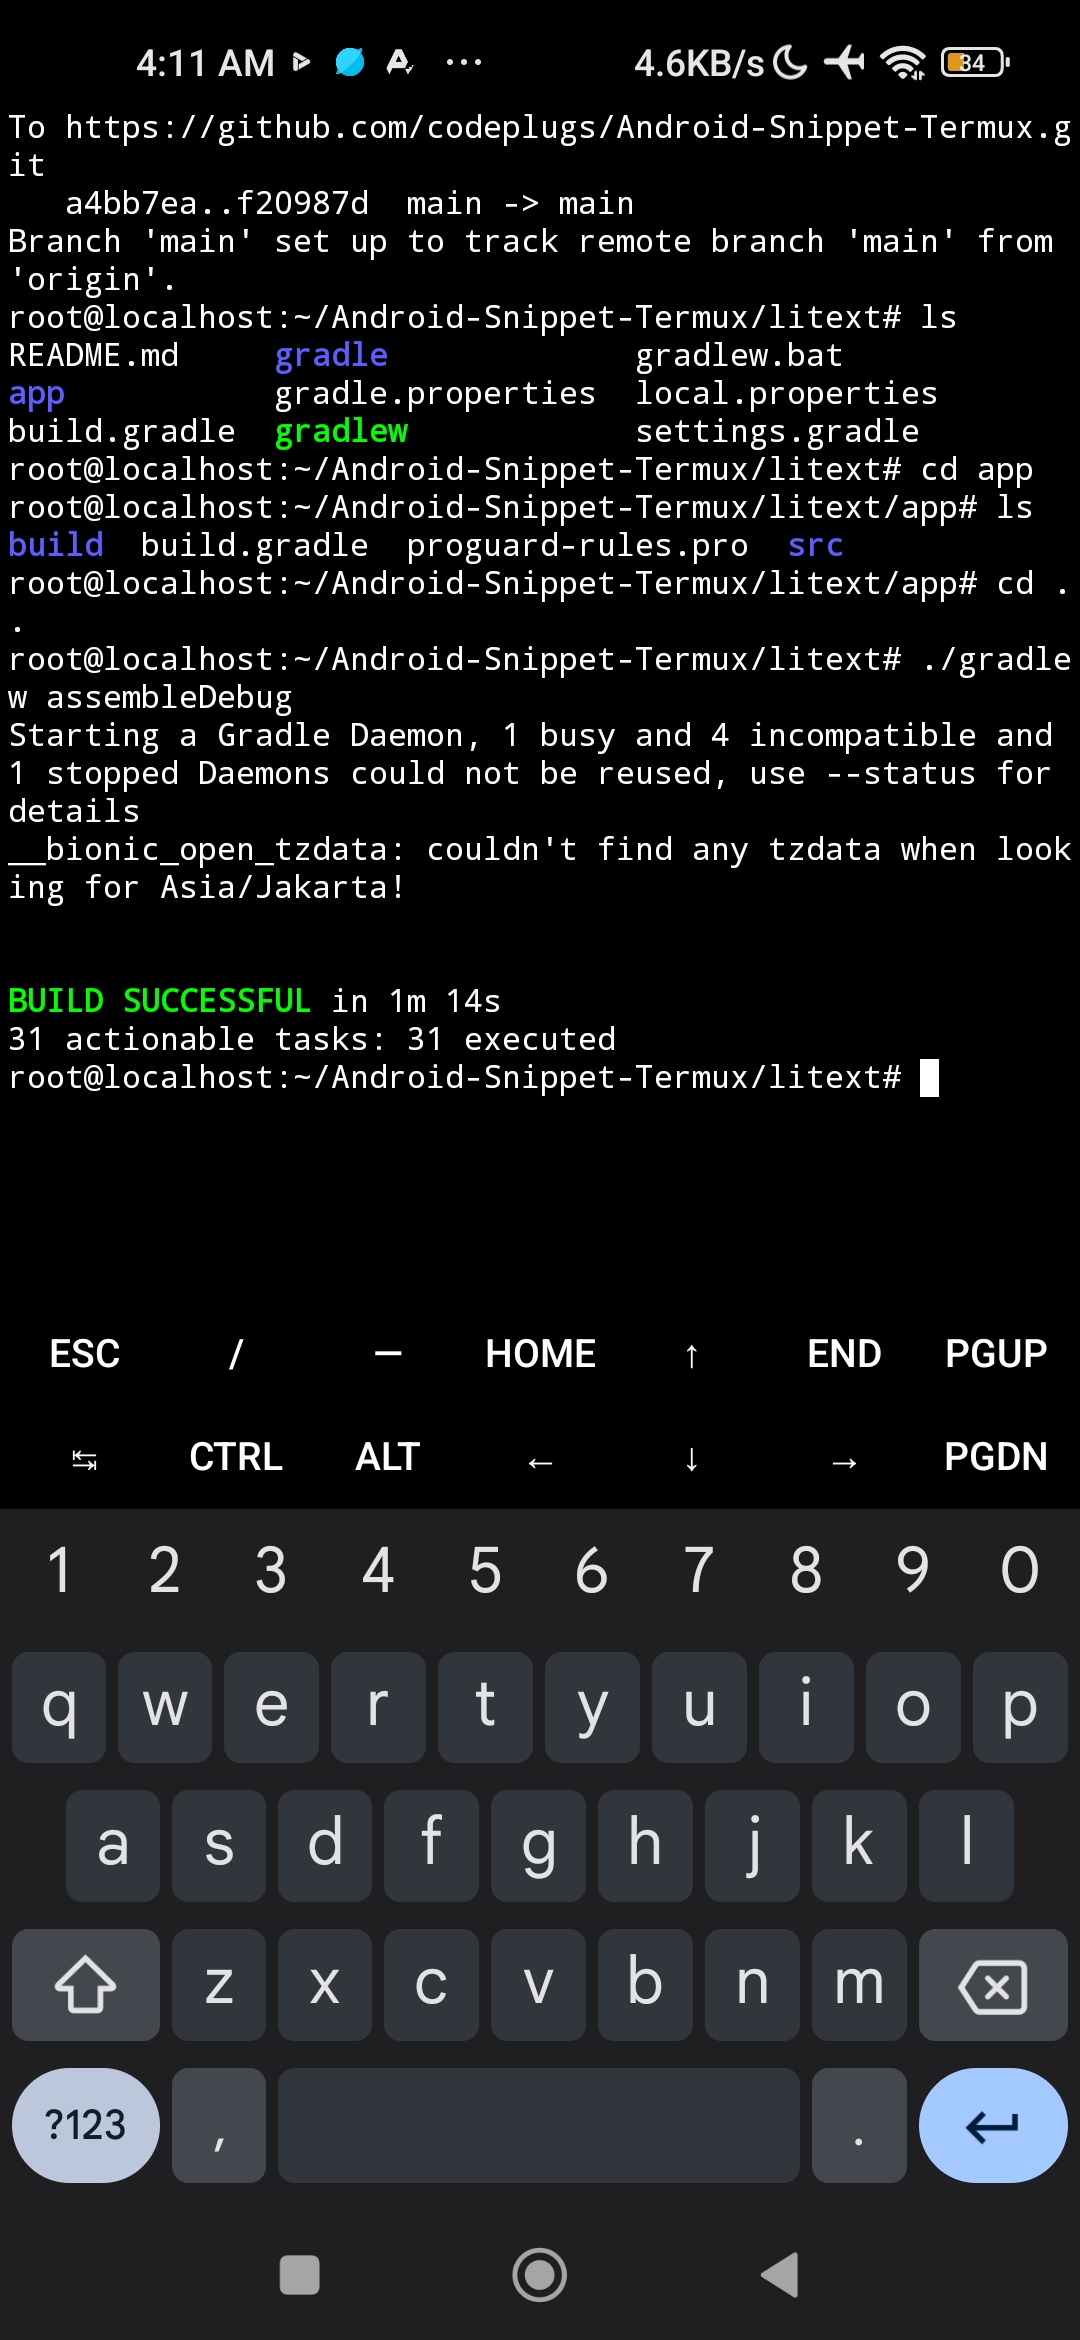 4:11 AM ... 4.6KB/s 34
To https://github.com/codeplugs/Android-Snippet-Termux.g
it
   a4bb7ea..f20987d  main -> main
Branch 'main' set up to track remote branch 'main' from
'origin'.
root@localhost:~/Android-Snippet-Termux/litext# ls
README.md     gradle             gradlew.bat
app           gradle.properties  local.properties
build.gradle  gradlew            settings.gradle
root@localhost:~/Android-Snippet-Termux/litext# cd app
root@localhost:~/Android-Snippet-Termux/litext/app# ls
build  build.gradle  proguard-rules.pro  src
root@localhost:~/Android-Snippet-Termux/litext/app# cd .
.
root@localhost:~/Android-Snippet-Termux/litext# ./gradle
w assembleDebug
Starting a Gradle Daemon, 1 busy and 4 incompatible and
1 stopped Daemons could not be reused, use --status for
details
__bionic_open_tzdata: couldn't find any tzdata when look
ing for Asia/Jakarta!
BUILD SUCCESSFUL in 1m 14s
31 actionable tasks: 31 executed
root@localhost:~/Android-Snippet-Termux/litext#
ESC / — HOME ↑ END PGUP
↹ CTRL ALT ← ↓ → PGDN
1 2 3 4 5 6 7 8 9 0
q w e r t y u i o p
a s d f g h j k l
z x c v b n m
?123 , .